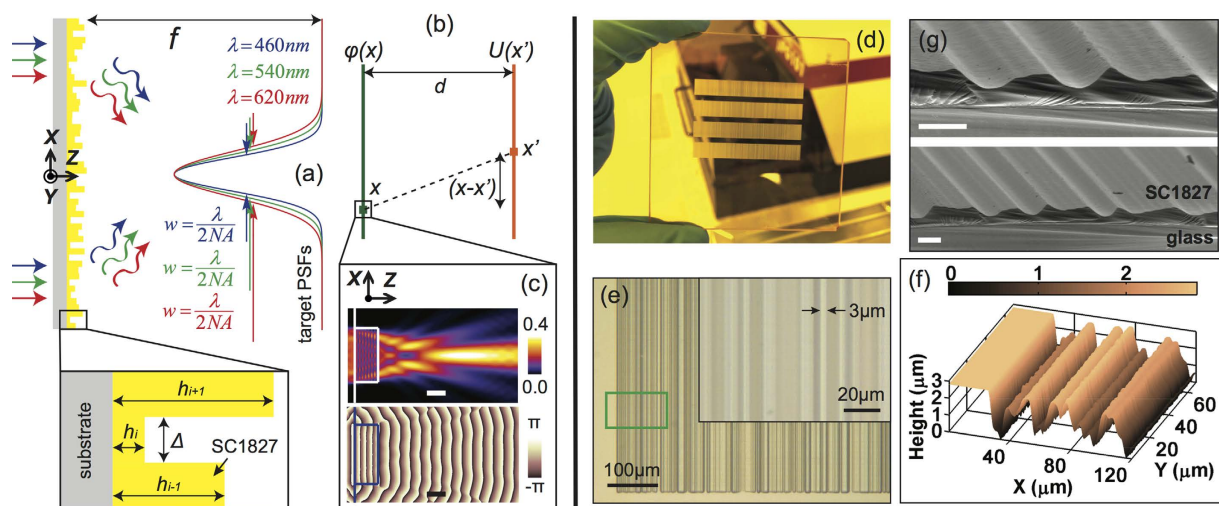 f
λ=460nm
λ=540nm
λ=620nm
X
Z
Y
(a)
w = λ/2NA
w = λ/2NA
w = λ/2NA
target PSFs
substrate
h_{i+1}
h_i
Δ
SC1827
h_{i-1}
(b)
φ(x)
U(x')
d
x'
x
(x-x')
X
Z
(c)
0.4
0.0
π
-π
(d)
(e)
3μm
20μm
100μm
(g)
SC1827
glass
0 1 2
(f)
Height (μm)
3
2
1
0
40
80
120
X (μm)
20
60
Y (μm)